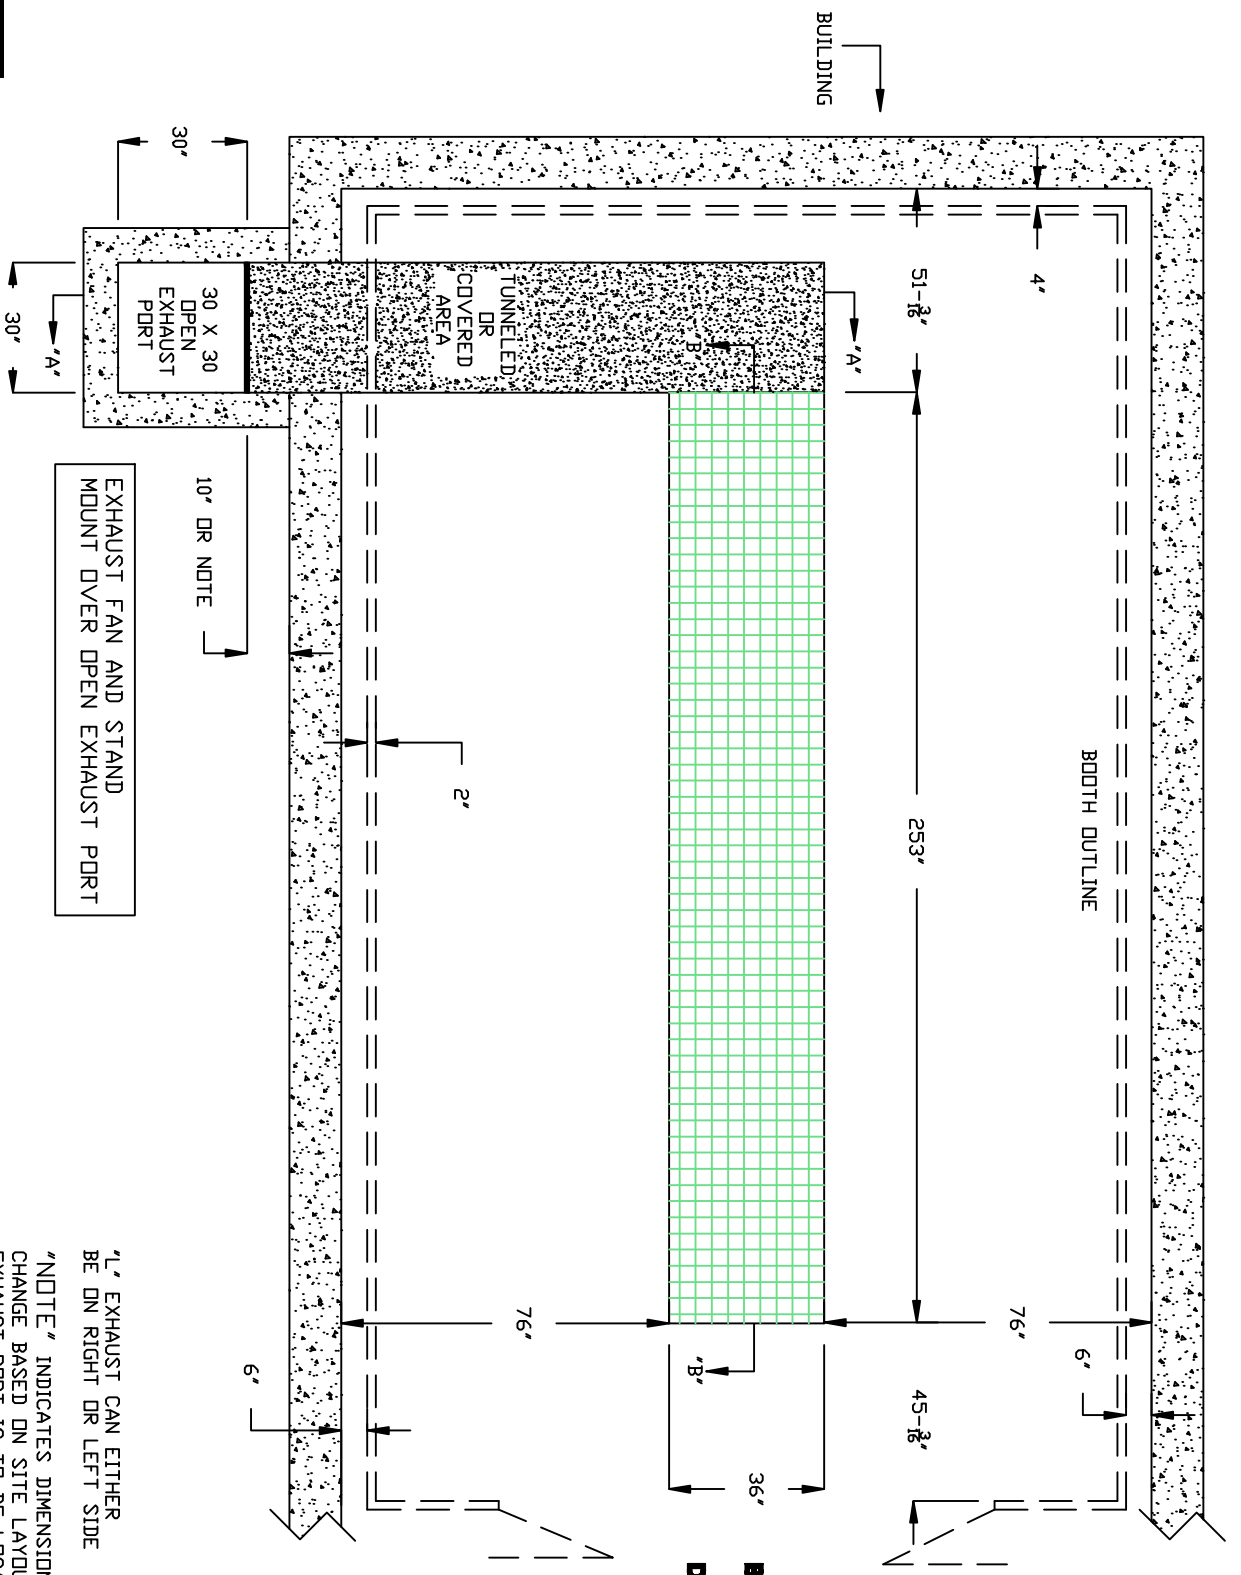 BUILDING
4"
51-3/16"
"A"
"B"
TUNNELED
OR
COVERED
AREA
30 X 30
OPEN
EXHAUST
PORT
30"
30"
"A"
10" OR NOTE
EXHAUST FAN AND STAND
MOUNT OVER OPEN EXHAUST PORT
2"
253"
BOOTH OUTLINE
76"
76"
6"
6"
"B"
45-3/16"
36"
"L" EXHAUST CAN EITHER
BE ON RIGHT OR LEFT SIDE
"NOTE" INDICATES DIMENSION
CHANGE BASED ON SITE